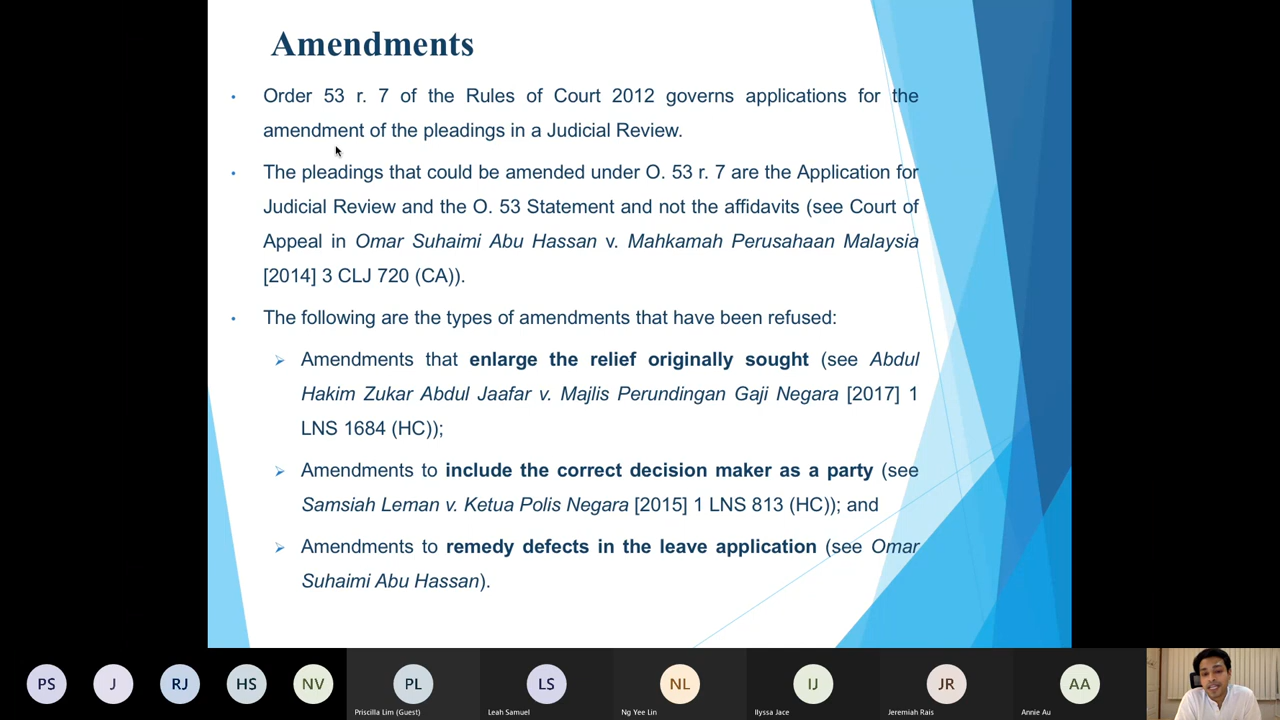 Amendments
• Order 53 r. 7 of the Rules of Court 2012 governs applications for the
amendment of the pleadings in a Judicial Review.
• The pleadings that could be amended under O. 53 r. 7 are the Application for
Judicial Review and the O. 53 Statement and not the affidavits (see Court of
Appeal in Omar Suhaimi Abu Hassan v. Mahkamah Perusahaan Malaysia
[2014] 3 CLJ 720 (CA)).
• The following are the types of amendments that have been refused:
➢ Amendments that enlarge the relief originally sought (see Abdul
Hakim Zukar Abdul Jaafar v. Majlis Perundingan Gaji Negara [2017] 1
LNS 1684 (HC));
➢ Amendments to include the correct decision maker as a party (see
Samsiah Leman v. Ketua Polis Negara [2015] 1 LNS 813 (HC)); and
➢ Amendments to remedy defects in the leave application (see Omar
Suhaimi Abu Hassan).
PS J RJ HS NV PL LS NL IJ JR AA
Priscilla Lim (Guest) Leah Samuel Ng Yee Lin Ilyssa Jace Jeremiah Rais Annie Au